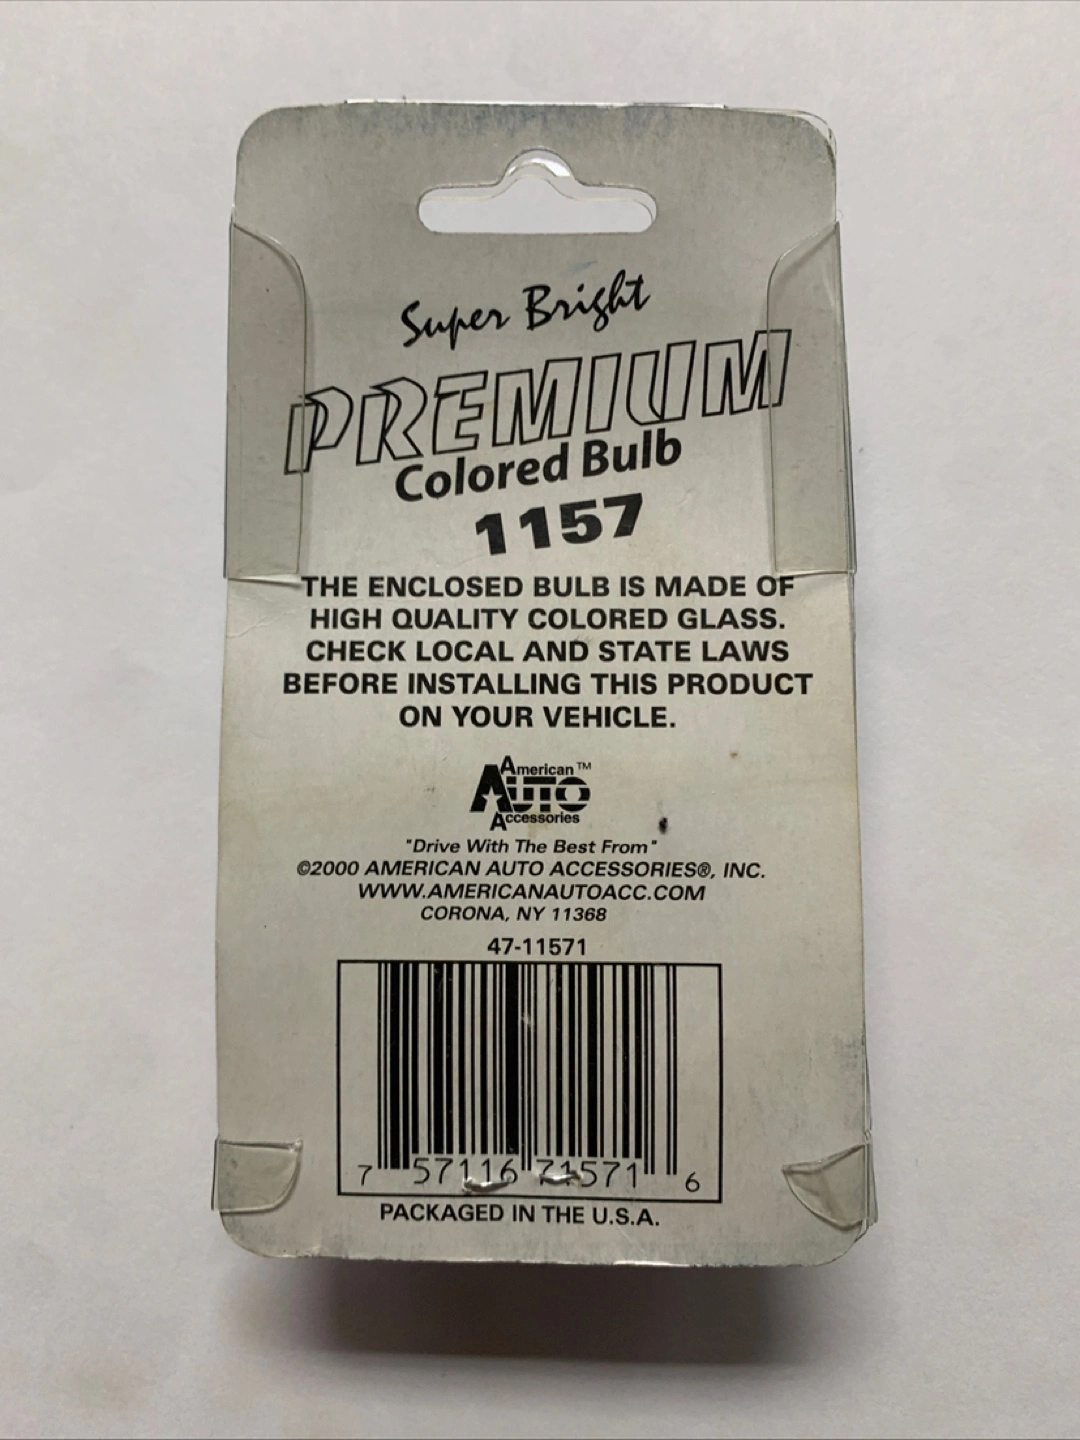 Super Bright
PREMIUM
Colored Bulb
1157
THE ENCLOSED BULB IS MADE OF
HIGH QUALITY COLORED GLASS.
CHECK LOCAL AND STATE LAWS
BEFORE INSTALLING THIS PRODUCT
ON YOUR VEHICLE.
American™
AUTO
Accessories
"Drive With The Best From"
©2000 AMERICAN AUTO ACCESSORIES®, INC.
WWW.AMERICANAUTOACC.COM
CORONA, NY 11368
47-11571
7 57116 71571 6
PACKAGED IN THE U.S.A.